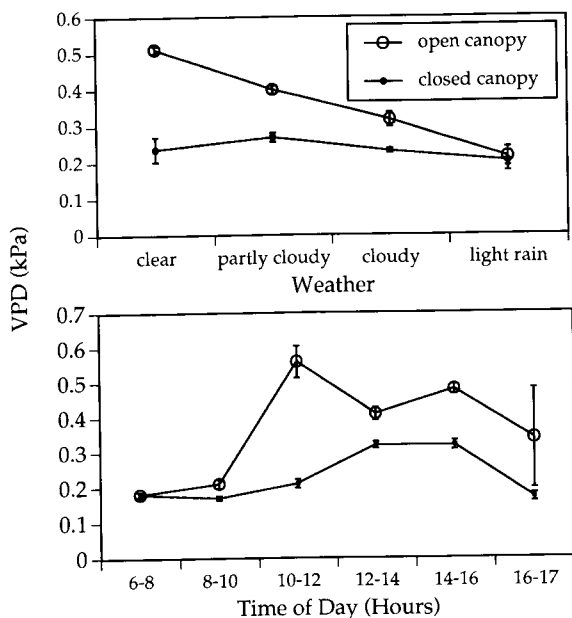 0.6
0.5
0.4
0.3
0.2
0.1
0
open canopy
closed canopy
clear partly cloudy cloudy light rain
Weather
VPD (kPa)
0.7
0.6
0.5
0.4
0.3
0.2
0.1
0
6-8 8-10 10-12 12-14 14-16 16-17
Time of Day (Hours)